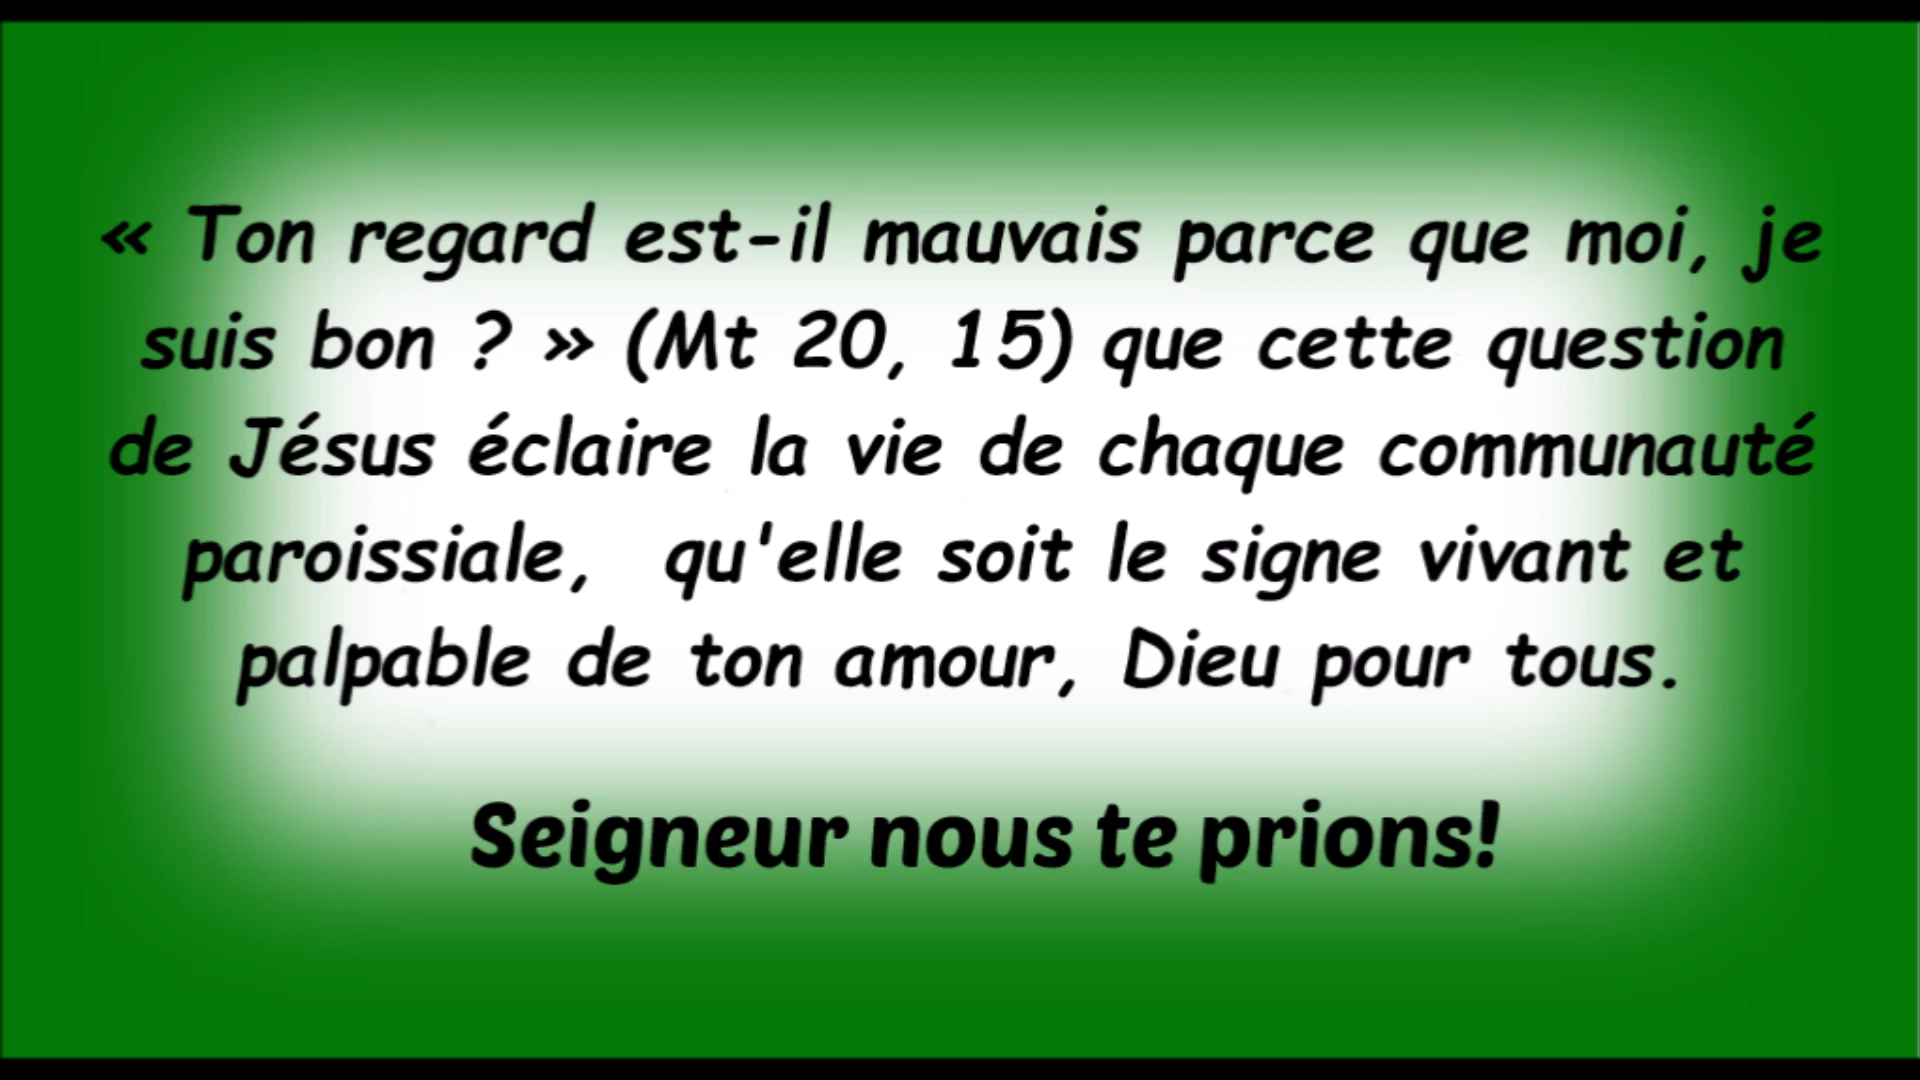 « Ton regard est-il mauvais parce que moi, je
suis bon ? » (Mt 20, 15) que cette question
de Jésus éclaire la vie de chaque communauté
paroissiale, qu'elle soit le signe vivant et
palpable de ton amour, Dieu pour tous.
Seigneur nous te prions!